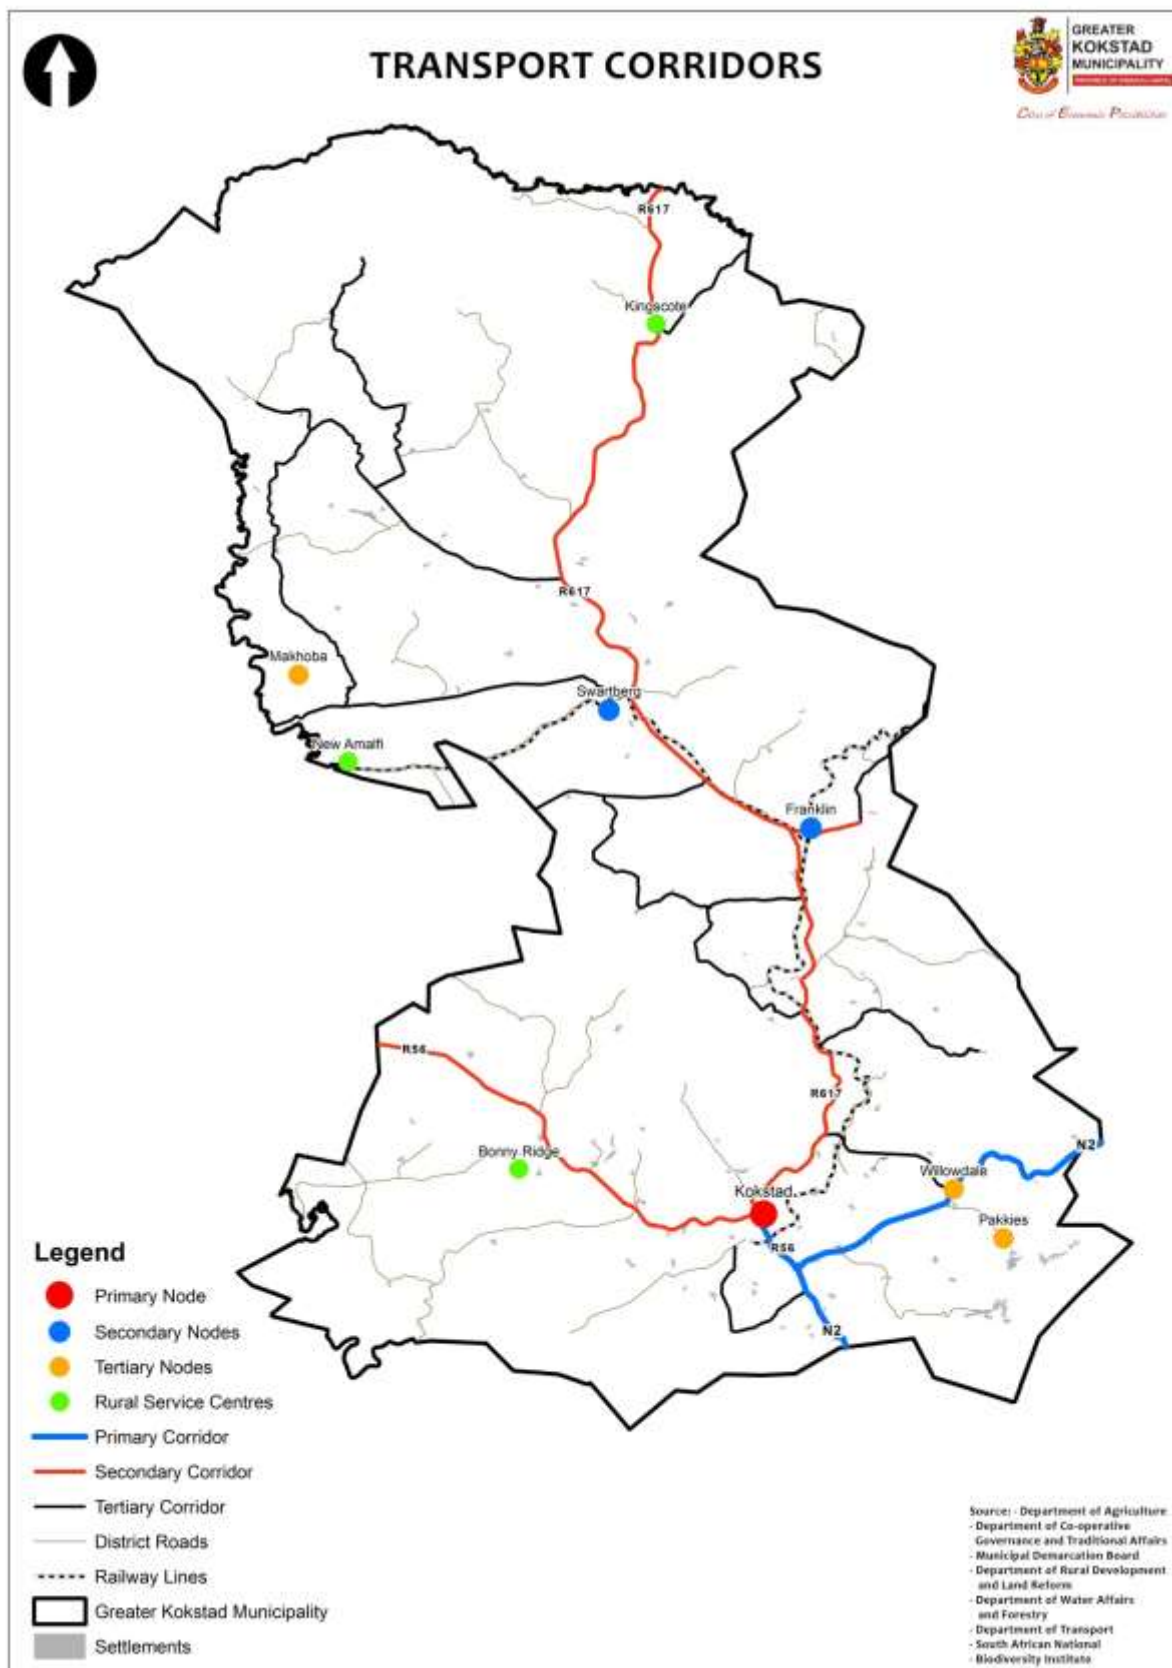 TRANSPORT CORRIDORS
GREATER
KOKSTAD
MUNICIPALITY
R617
Kingscote
R617
Makhoba
Swartberg
New Amalfi
Franklin
R56
R617
Bonny Ridge
N2
Willowdale
Kokstad
Pakkies
R56
N2
Legend
Primary Node
Secondary Nodes
Tertiary Nodes
Rural Service Centres
Primary Corridor
Secondary Corridor
Tertiary Corridor
District Roads
Railway Lines
Greater Kokstad Municipality
Settlements
Source: - Department of Agriculture
- Department of Co-operative
Governance and Traditional Affairs
- Municipal Demarcation Board
- Department of Rural Development
and Land Reform
- Department of Water Affairs
and Forestry
- Department of Transport
- South African National
- Biodiversity Institute